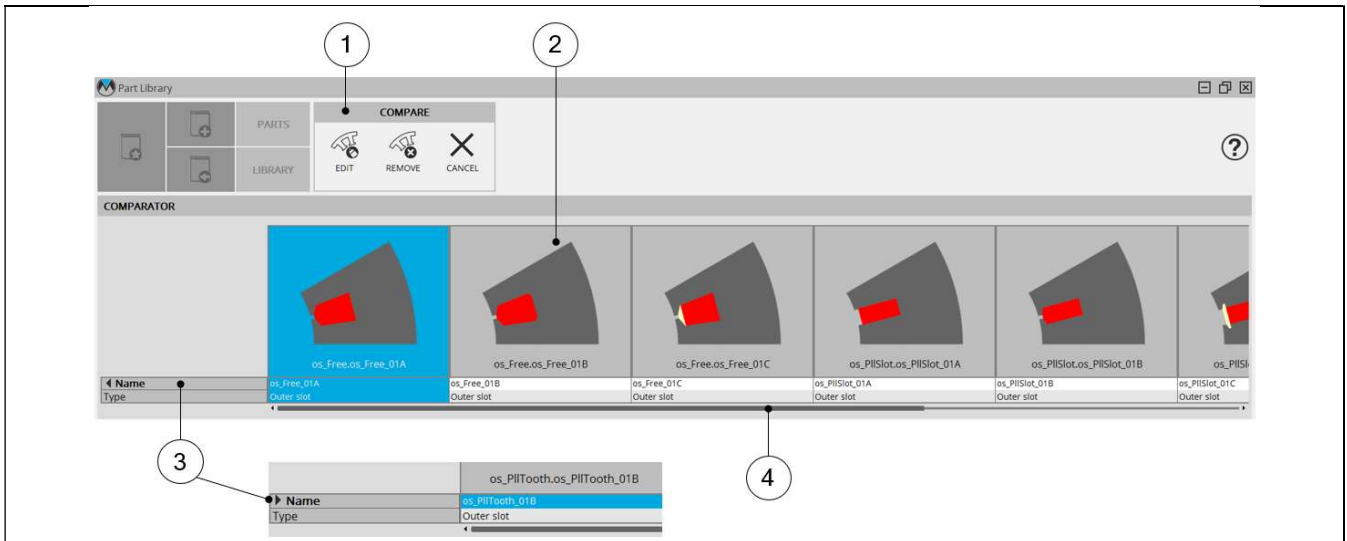 1
2
Part Library
PARTS
COMPARE
LIBRARY
EDIT
REMOVE
CANCEL
?
COMPARATOR
os_Free.os_Free_01A
os_Free.os_Free_01B
os_Free.os_Free_01C
os_PllSlot.os_PllSlot_01A
os_PllSlot.os_PllSlot_01B
os_PllSl
Name os_Free_01A os_Free_01B os_Free_01C os_PllSlot_01A os_PllSlot_01B os_PllSlot_01C
Type Outer slot Outer slot Outer slot Outer slot Outer slot Outer slot
3
4
os_PllTooth.os_PllTooth_01B
Name os_PllTooth_01B
Type Outer slot